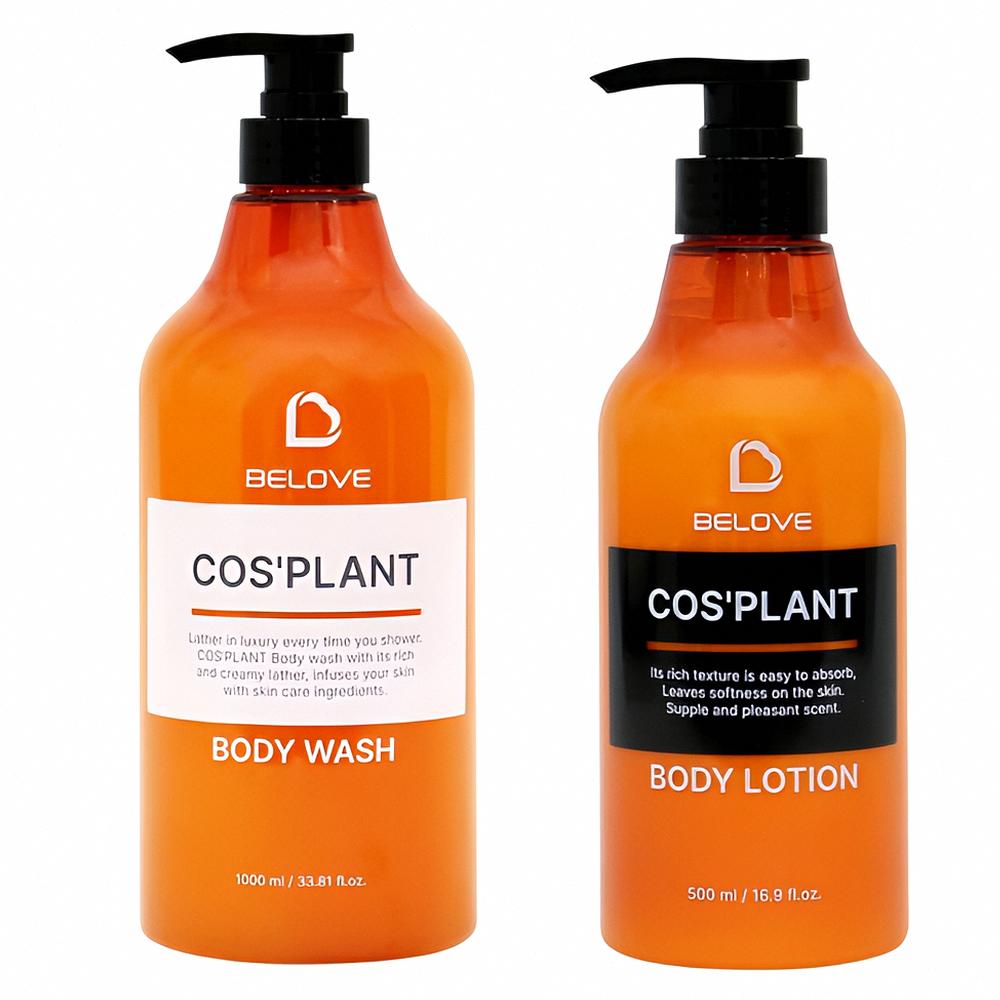 BELOVE
COS'PLANT
Lather in luxury every time you shower.
COS'PLANT Body wash with its rich
and creamy lather, infuses your skin
with skin care ingredients.
BODY WASH
1000 ml / 33.81 fl.oz.
BELOVE
COS'PLANT
Its rich texture is easy to absorb,
Leaves softness on the skin.
Supple and pleasant scent.
BODY LOTION
500 ml / 16.9 fl.oz.